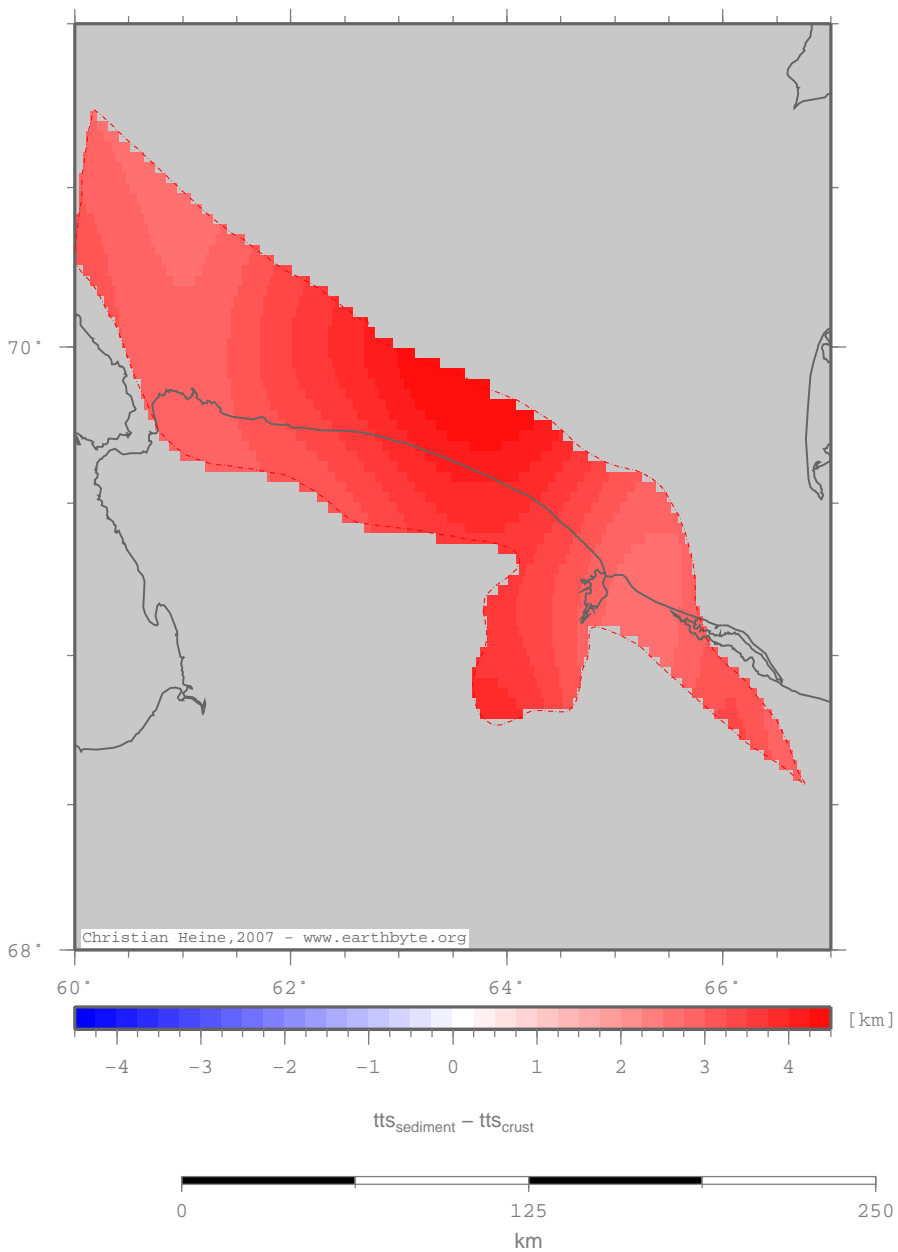 70°
Christian Heine,2007 - www.earthbyte.org
68°
60° 62° 64° 66°
[km]
−4 −3 −2 −1 0 1 2 3 4
tts_sediment − tts_crust
0 125 250
km